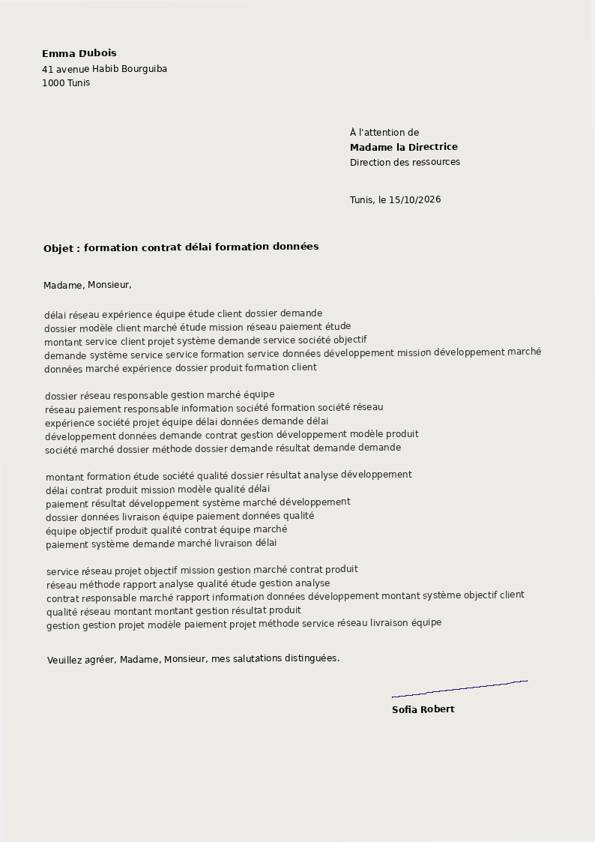 Emma Dubois
41 avenue Habib Bourguiba
1000 Tunis
À l'attention de
Madame la Directrice
Direction des ressources
Tunis, le 15/10/2026
Objet : formation contrat délai formation données
Madame, Monsieur,
délai réseau expérience équipe étude client dossier demande
dossier modèle client marché étude mission réseau paiement étude
montant service client projet système demande service société objectif
demande système service service formation service données développement mission développement marché
données marché expérience dossier produit formation client
dossier réseau responsable gestion marché équipe
réseau paiement responsable information société formation société réseau
expérience société projet équipe délai données demande délai
développement données demande contrat gestion développement modèle produit
société marché dossier méthode dossier demande résultat demande demande
montant formation étude société qualité dossier résultat analyse développement
délai contrat produit mission modèle qualité délai
paiement résultat développement système marché développement
dossier données livraison équipe paiement données qualité
équipe objectif produit qualité contrat équipe marché
paiement système demande marché livraison délai
service réseau projet objectif mission gestion marché contrat produit
réseau méthode rapport analyse qualité étude gestion analyse
contrat responsable marché rapport information données développement montant système objectif client
qualité réseau montant montant gestion résultat produit
gestion gestion projet modèle paiement projet méthode service réseau livraison équipe
Veuillez agréer, Madame, Monsieur, mes salutations distinguées.
Sofia Robert